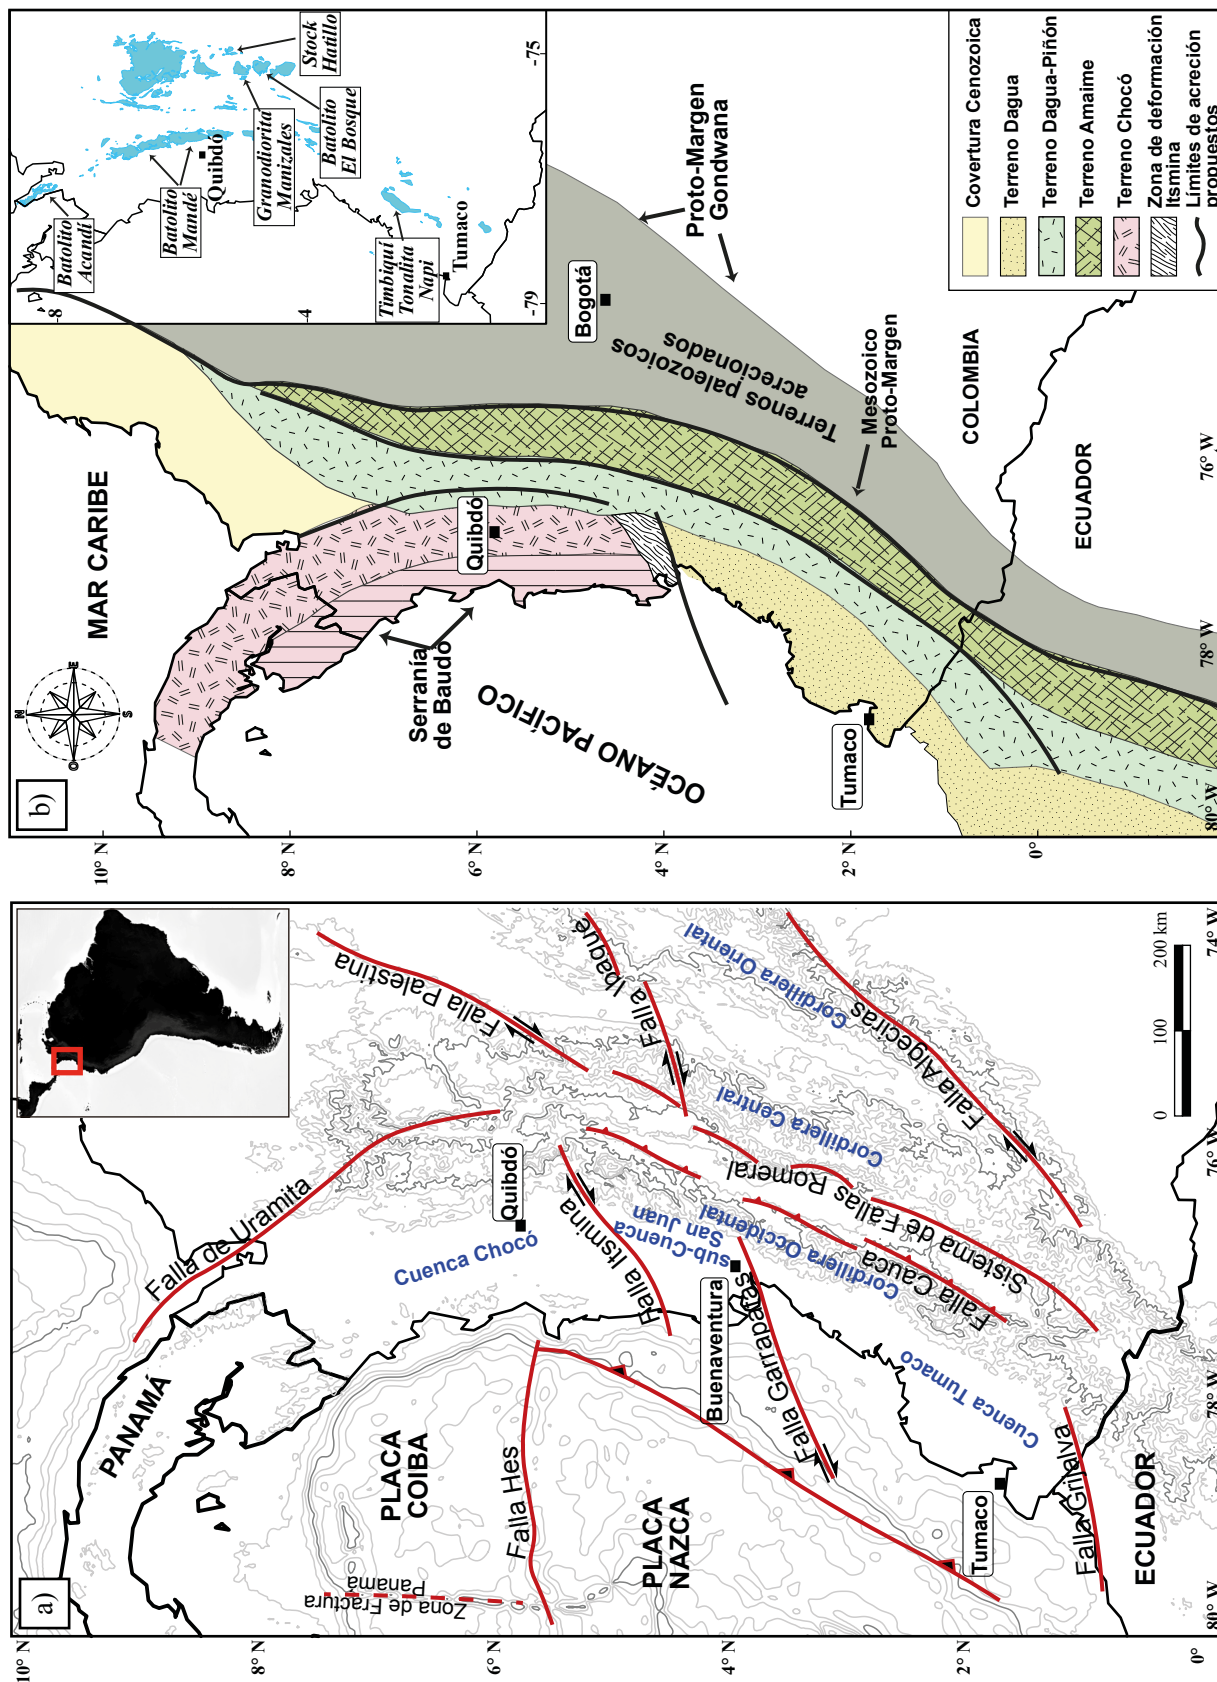 a)
10° N
8° N
6° N
4° N
2° N
0°
80° W
78° W
76° W
74° W
PANAMÁ
Falla de Uramita
Falla Palestina
PLACA
COIBA
Zona de Fractura
Panamá
Falla Hes
PLACA
NAZCA
Cuenca Chocó
Quibdó
Falla Itsmina
sub-Cuenca
San Juan
Buenaventura
Falla Garrapatas
Falla Ibagué
Cordillera Oriental
Cordillera Central
Cordillera Occidental
Falla Algeciras
Sistema de Fallas Romeral
Falla Cauca
Cuenca Tumaco
Tumaco
Falla Grijalva
ECUADOR
0
100
200 km
b)
10° N
8° N
6° N
4° N
2° N
0°
80° W
78° W
76° W
N
E
S
O
MAR CARIBE
OCÉANO PACÍFICO
Serranía
de Baudó
Quibdó
Tumaco
Bogotá
Terrenos paleozoicos
acrecionados
Proto-Margen
Gondwana
Mesozoico
Proto-Margen
COLOMBIA
ECUADOR
8
4
-79
-75
Batolito
Acandí
Batolito
Mandé
Quibdó
Granodiorita
Manizales
Batolito
El Bosque
Stock
Hatillo
Timbiquí
Tonalita
Napi
Tumaco
Covertura Cenozoica
Terreno Dagua
Terreno Dagua-Piñón
Terreno Amaime
Terreno Chocó
Zona de deformación
Itsmina
Límites de acreción
propuestos